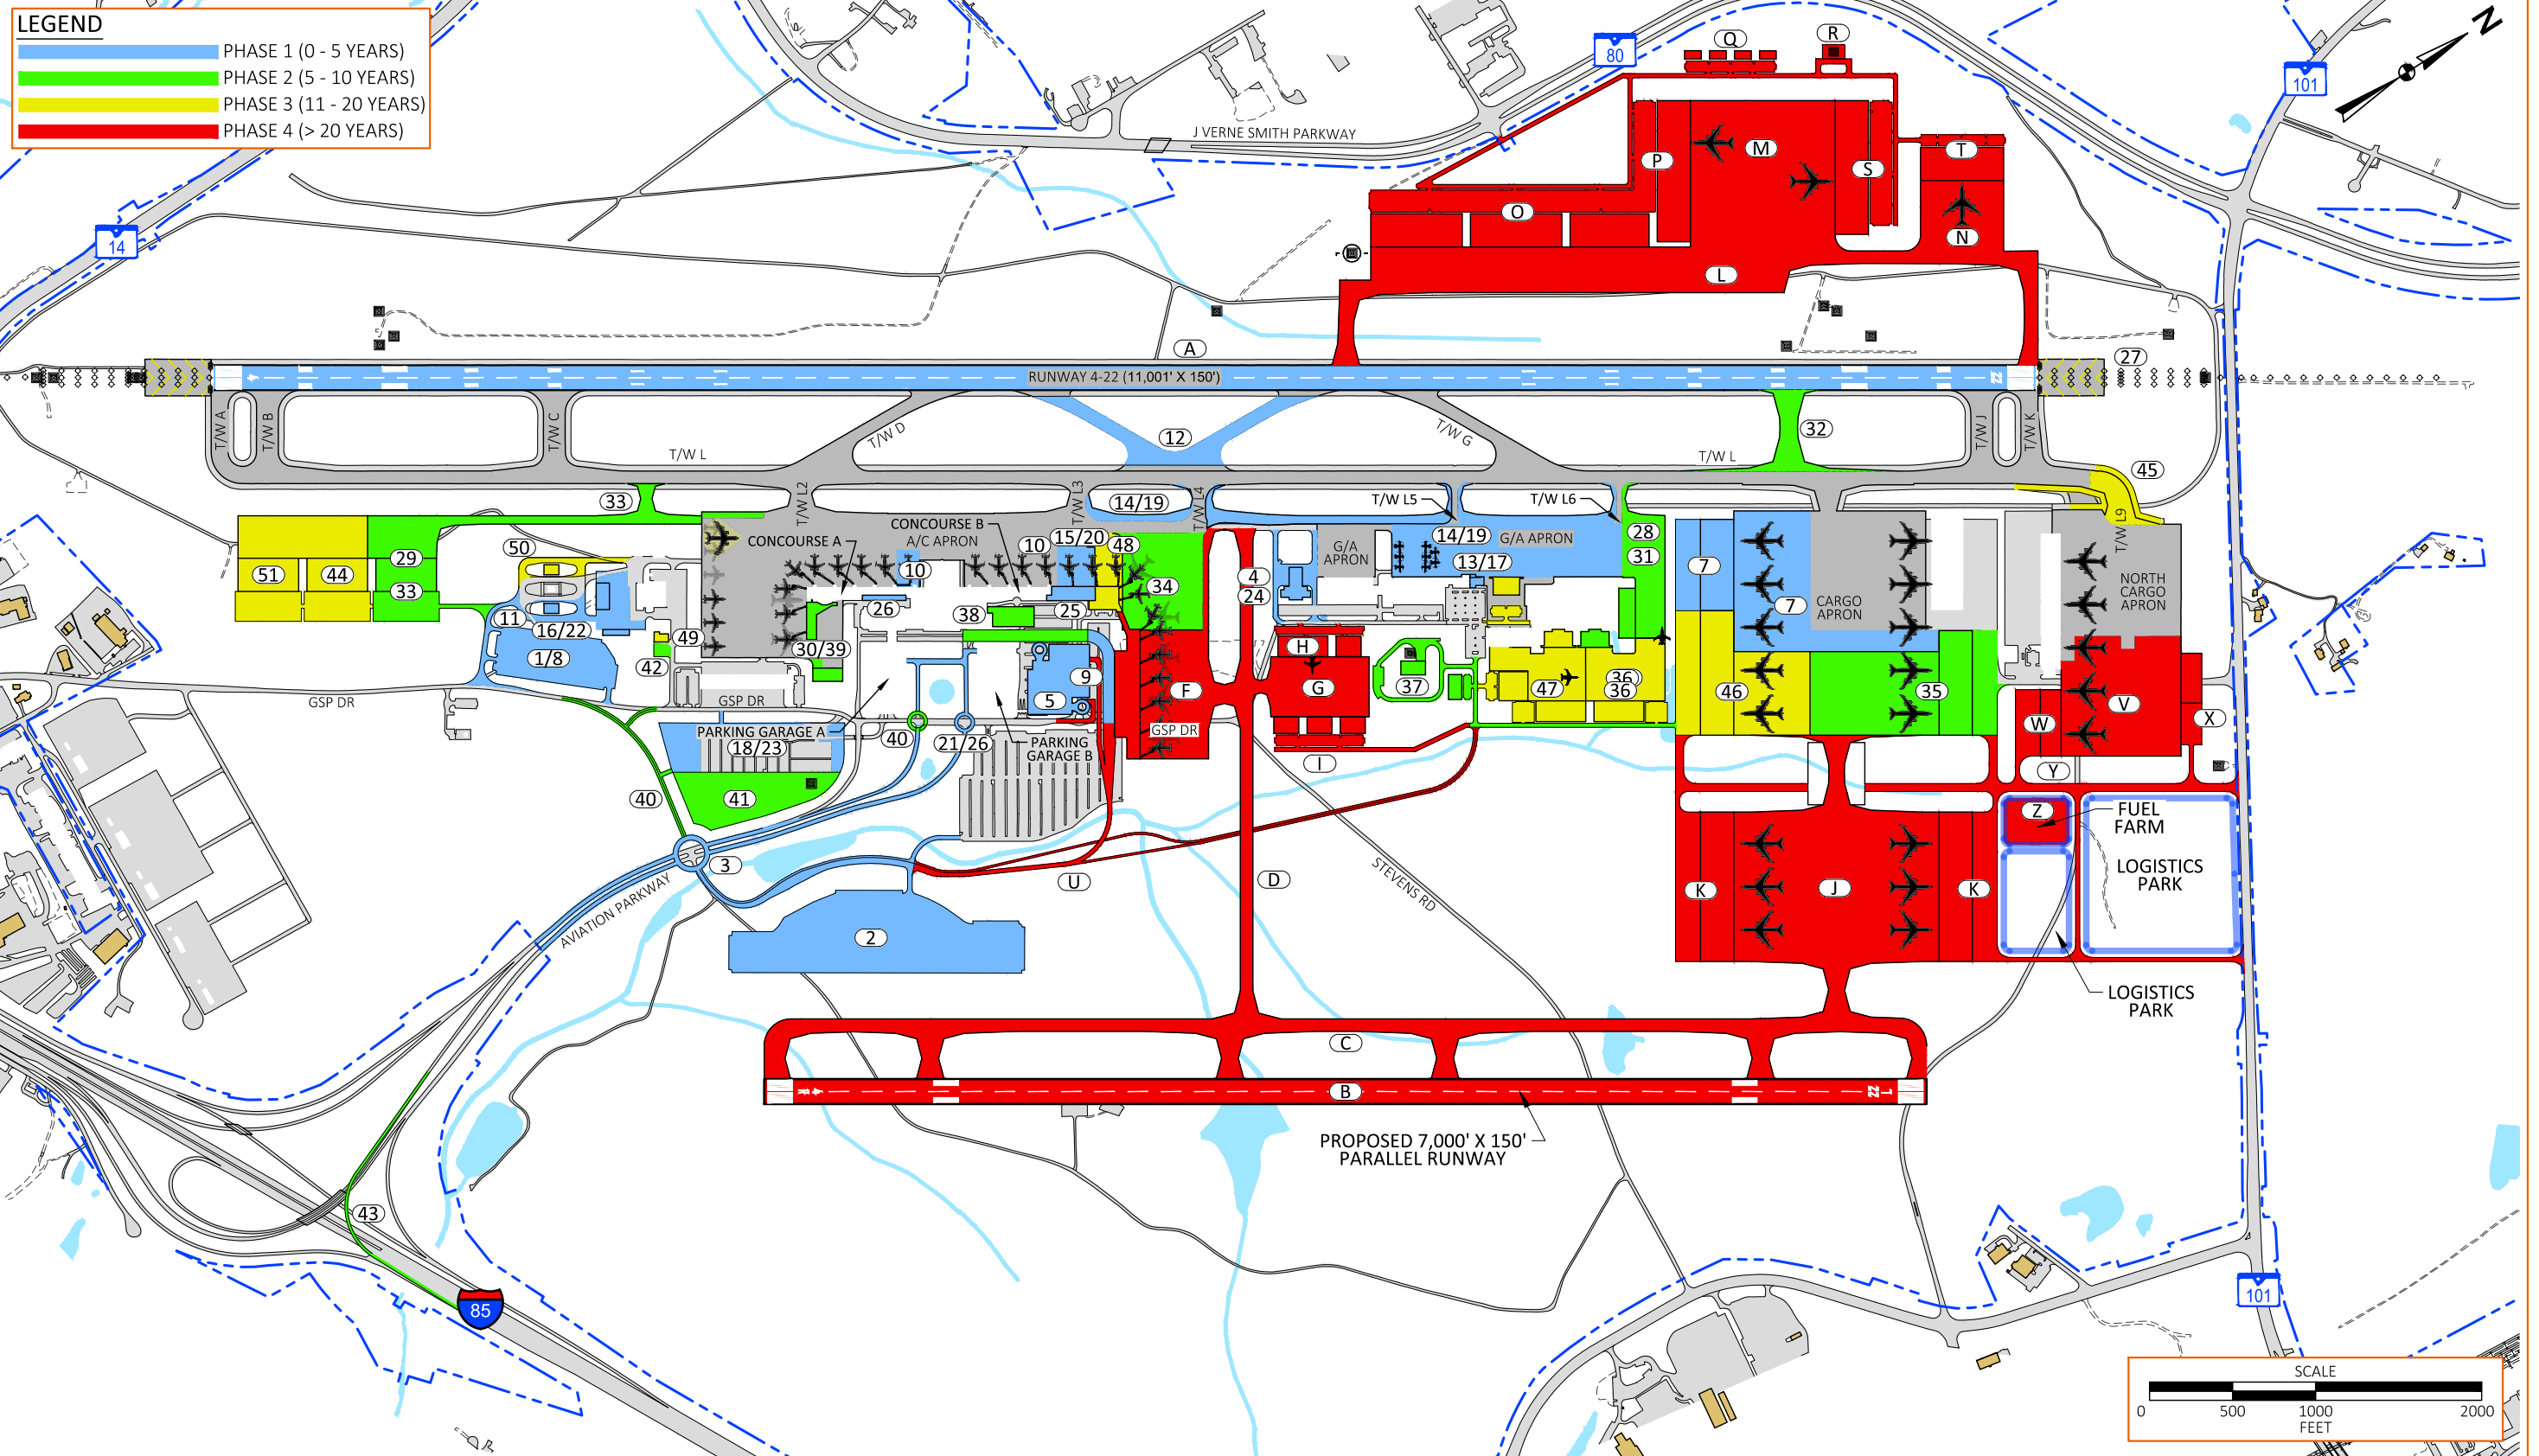 LEGEND
PHASE 1 (0 - 5 YEARS)
PHASE 2 (5 - 10 YEARS)
PHASE 3 (11 - 20 YEARS)
PHASE 4 (> 20 YEARS)
N
80
101
14
J VERNE SMITH PARKWAY
Q
R
P
M
S
T
O
N
L
A
27
RUNWAY 4-22 (11,001' X 150')
4
22
T/W A
T/W B
T/W C
T/W D
12
T/W G
32
T/W J
T/W K
T/W L
T/W L
45
33
T/W L2
T/W L3
14/19
T/W L4
T/W L5
T/W L6
T/W L9
CONCOURSE A
CONCOURSE B
A/C APRON
10
15/20
48
G/A
APRON
14/19
G/A APRON
28
31
29
50
10
13/17
7
7
CARGO
APRON
NORTH
CARGO
APRON
51
44
33
34
4
24
11
16/22
26
38
25
1/8
42
49
30/39
9
5
H
G
F
37
47
36
36
46
35
W
V
X
GSP DR
GSP DR
GSP DR
PARKING GARAGE A
18/23
40
21/26
PARKING
GARAGE B
I
Y
40
41
3
Z
FUEL
FARM
LOGISTICS
PARK
U
D
STEVENS RD
K
J
K
AVIATION PARKWAY
2
LOGISTICS
PARK
C
B
4
R
22
L
PROPOSED 7,000' X 150'
PARALLEL RUNWAY
43
85
101
SCALE
0
500
1000
2000
FEET